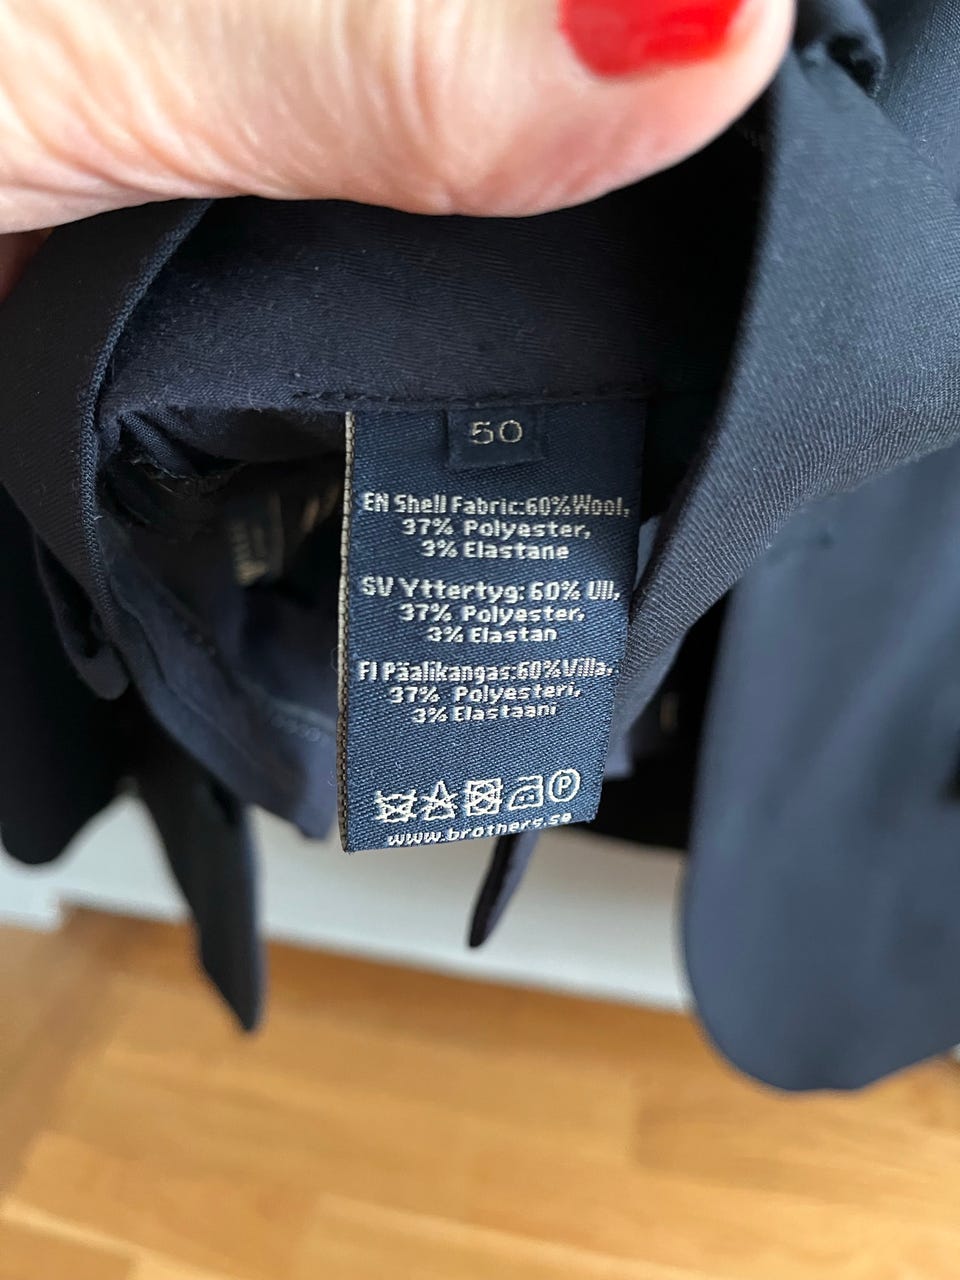 50
EN Shell Fabric:60%Wool,
37% Polyester,
3% Elastane
SV Yttertyg: 60% Ull,
37% Polyester,
3% Elastan
FI Päälikangas:60%Villa,
37% Polyesteri,
3% Elastaani
P
www.brothers.se